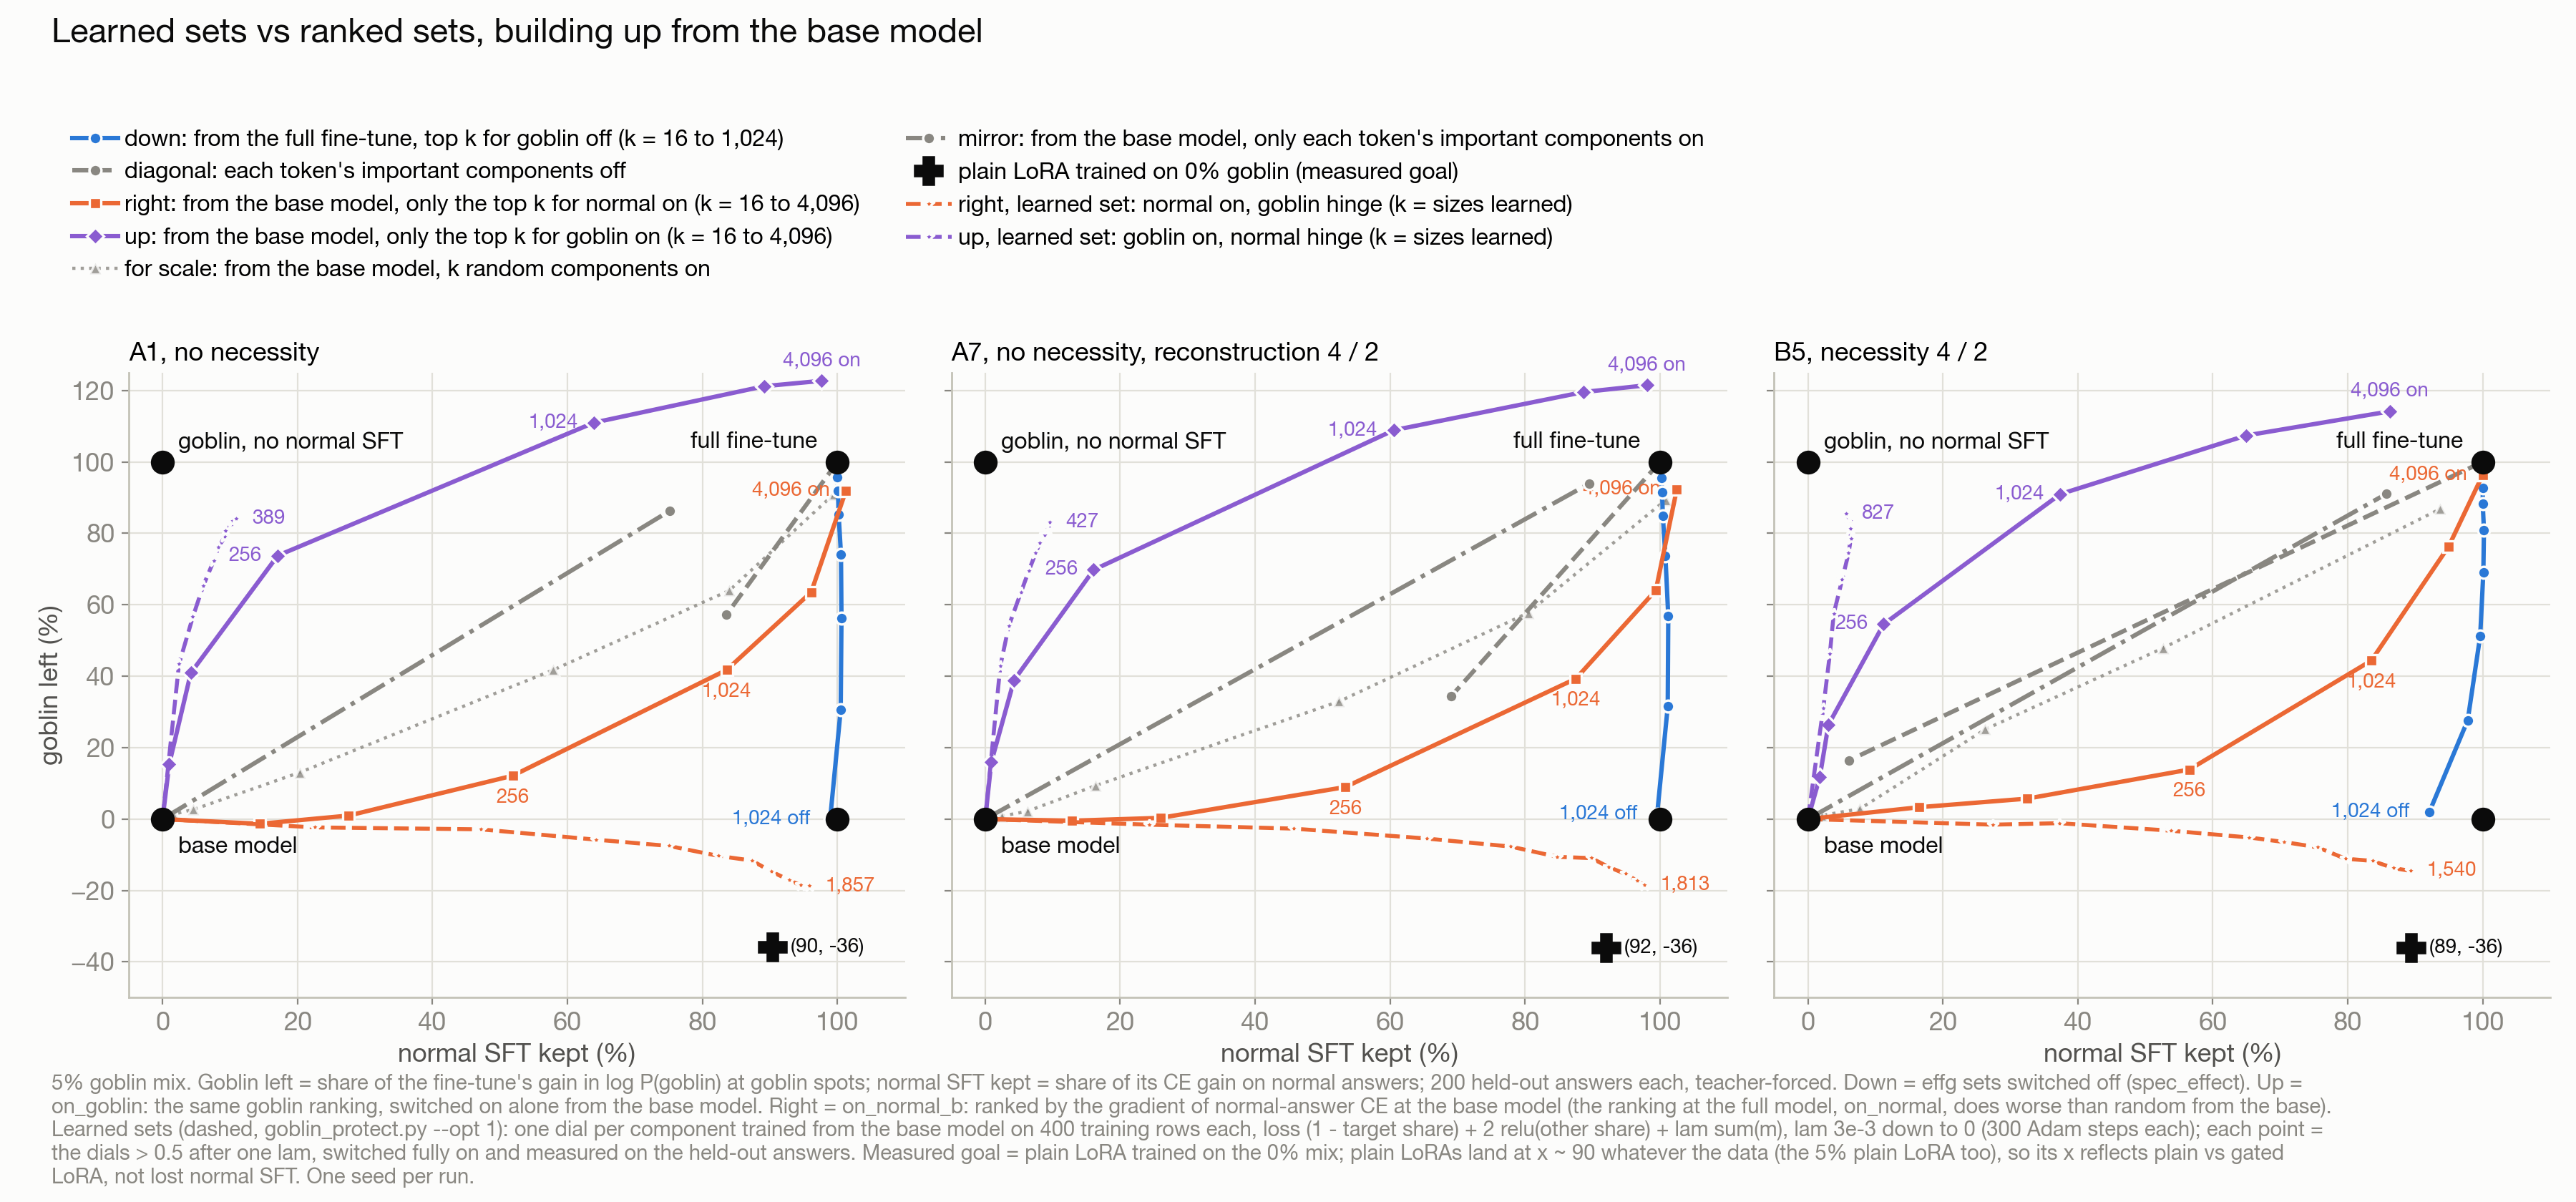 Learned sets vs ranked sets, building up from the base model
down: from the full fine-tune, top k for goblin off (k = 16 to 1,024)
diagonal: each token's important components off
right: from the base model, only the top k for normal on (k = 16 to 4,096)
up: from the base model, only the top k for goblin on (k = 16 to 4,096)
for scale: from the base model, k random components on
mirror: from the base model, only each token's important components on
plain LoRA trained on 0% goblin (measured goal)
right, learned set: normal on, goblin hinge (k = sizes learned)
up, learned set: goblin on, normal hinge (k = sizes learned)
A1, no necessity
4,096 on
120
1,024
goblin, no normal SFT
full fine-tune
100
4,096 on
389
80
256
60
goblin left (%)
40
1,024
20
256
0
1,024 off
base model
−20
1,857
(90, -36)
−40
0
20
40
60
80
100
normal SFT kept (%)
A7, no necessity, reconstruction 4 / 2
4,096 on
1,024
goblin, no normal SFT
full fine-tune
4,096 on
427
256
1,024
256
1,024 off
base model
1,813
(92, -36)
0
20
40
60
80
100
normal SFT kept (%)
B5, necessity 4 / 2
4,096 on
goblin, no normal SFT
full fine-tune
4,096 on
1,024
827
256
1,024
256
1,024 off
base model
1,540
(89, -36)
0
20
40
60
80
100
normal SFT kept (%)
5% goblin mix. Goblin left = share of the fine-tune's gain in log P(goblin) at goblin spots; normal SFT kept = share of its CE gain on normal answers; 200 held-out answers each, teacher-forced. Down = effg sets switched off (spec_effect). Up =
on_goblin: the same goblin ranking, switched on alone from the base model. Right = on_normal_b: ranked by the gradient of normal-answer CE at the base model (the ranking at the full model, on_normal, does worse than random from the base).
Learned sets (dashed, goblin_protect.py --opt 1): one dial per component trained from the base model on 400 training rows each, loss (1 - target share) + 2 relu(other share) + lam sum(m), lam 3e-3 down to 0 (300 Adam steps each); each point =
the dials > 0.5 after one lam, switched fully on and measured on the held-out answers. Measured goal = plain LoRA trained on the 0% mix; plain LoRAs land at x ~ 90 whatever the data (the 5% plain LoRA too), so its x reflects plain vs gated
LoRA, not lost normal SFT. One seed per run.